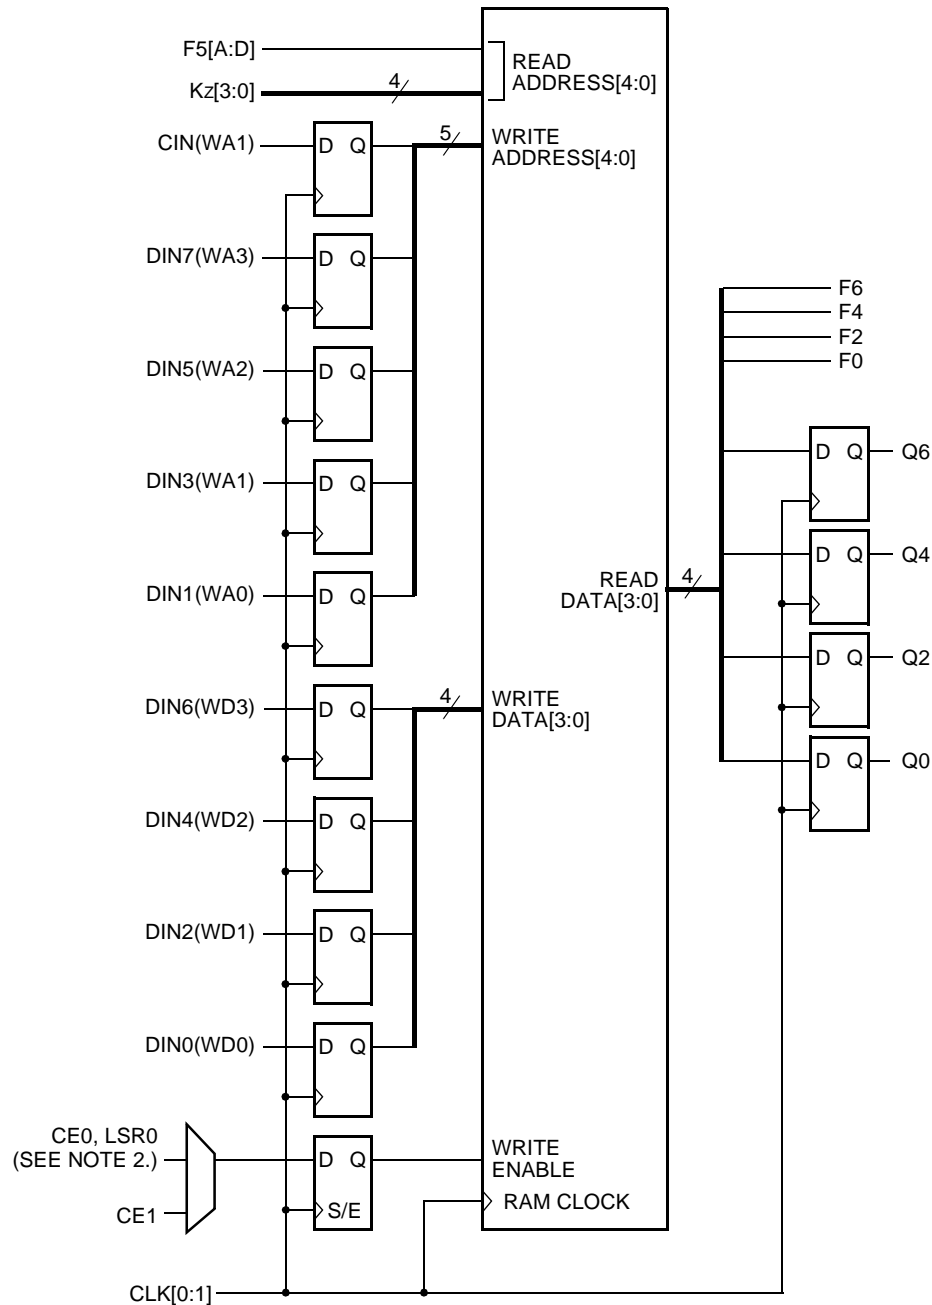 F5[A:D]
KZ[3:0]
4
READ
ADDRESS[4:0]
CIN(WA1)
D Q
5
WRITE
ADDRESS[4:0]
DIN7(WA3)
D Q
DIN5(WA2)
D Q
DIN3(WA1)
D Q
DIN1(WA0)
D Q
DIN6(WD3)
D Q
4
WRITE
DATA[3:0]
DIN4(WD2)
D Q
DIN2(WD1)
D Q
DIN0(WD0)
D Q
CE0, LSR0
(SEE NOTE 2.)
CE1
D Q
S/E
WRITE
ENABLE
RAM CLOCK
CLK[0:1]
READ
DATA[3:0]
4
F6
F4
F2
F0
D Q
Q6
D Q
Q4
D Q
Q2
D Q
Q0